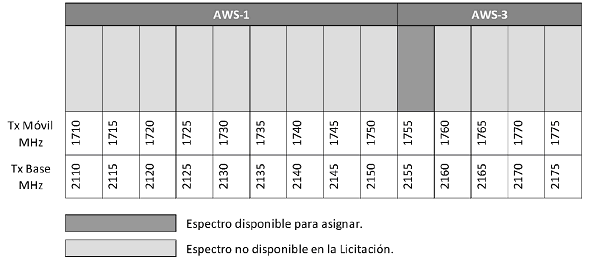 AWS-1 AWS-3
Tx Móvil MHz 1710 1715 1720 1725 1730 1735 1740 1745 1750 1755 1760 1765 1770 1775
Tx Base MHz 2110 2115 2120 2125 2130 2135 2140 2145 2150 2155 2160 2165 2170 2175
Espectro disponible para asignar.
Espectro no disponible en la Licitación.